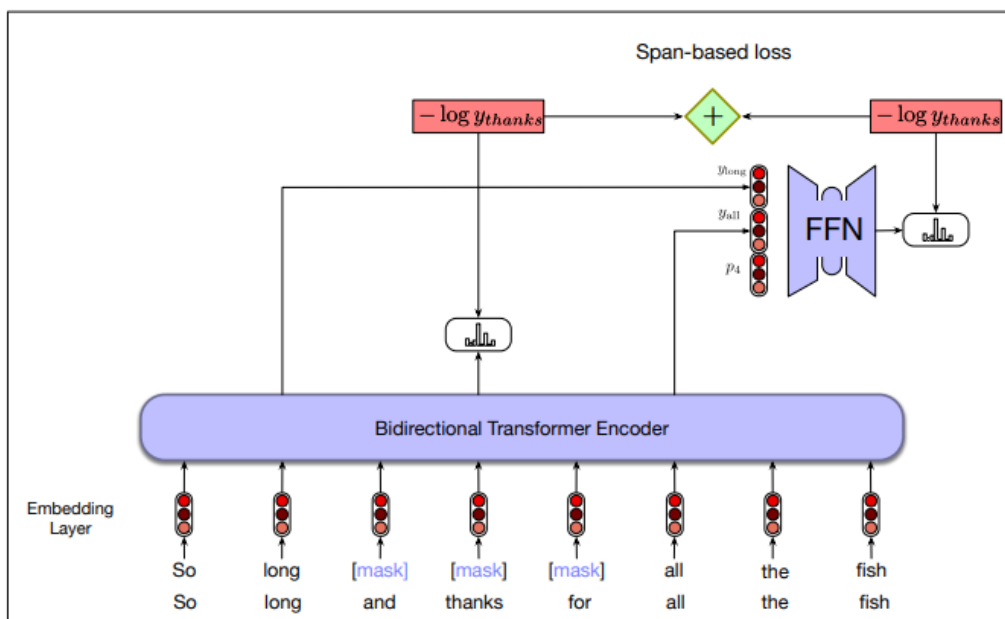 Span-based loss
− log y_thanks
+
− log y_thanks
y_long
y_all
p_4
FFN
Bidirectional Transformer Encoder
Embedding
Layer
So long [mask] [mask] [mask] all the fish
So long and thanks for all the fish